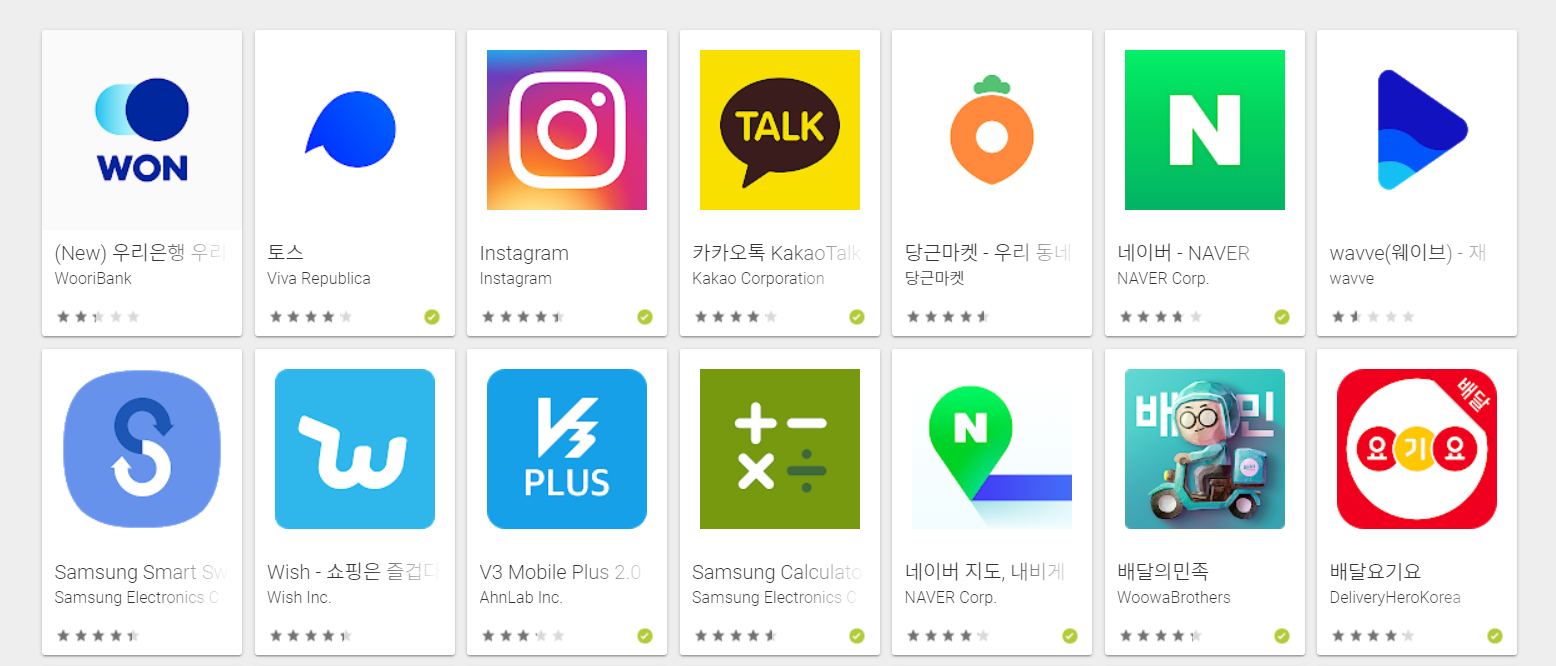 WON
TALK
N
(New) 우리은행 우리
토스
Instagram
카카오톡 KakaoTalk
당근마켓 - 우리 동네
네이버 - NAVER
wavve(웨이브) - 재
WooriBank
Viva Republica
Instagram
Kakao Corporation
당근마켓
NAVER Corp.
wavve
S
w
V3
PLUS
N
배민
배달
요기요
Samsung Smart Sw
Wish - 쇼핑은 즐겁다
V3 Mobile Plus 2.0
Samsung Calculato
네이버 지도, 내비게
배달의민족
배달요기요
Samsung Electronics C
Wish Inc.
AhnLab Inc.
Samsung Electronics C
NAVER Corp.
WoowaBrothers
DeliveryHeroKorea